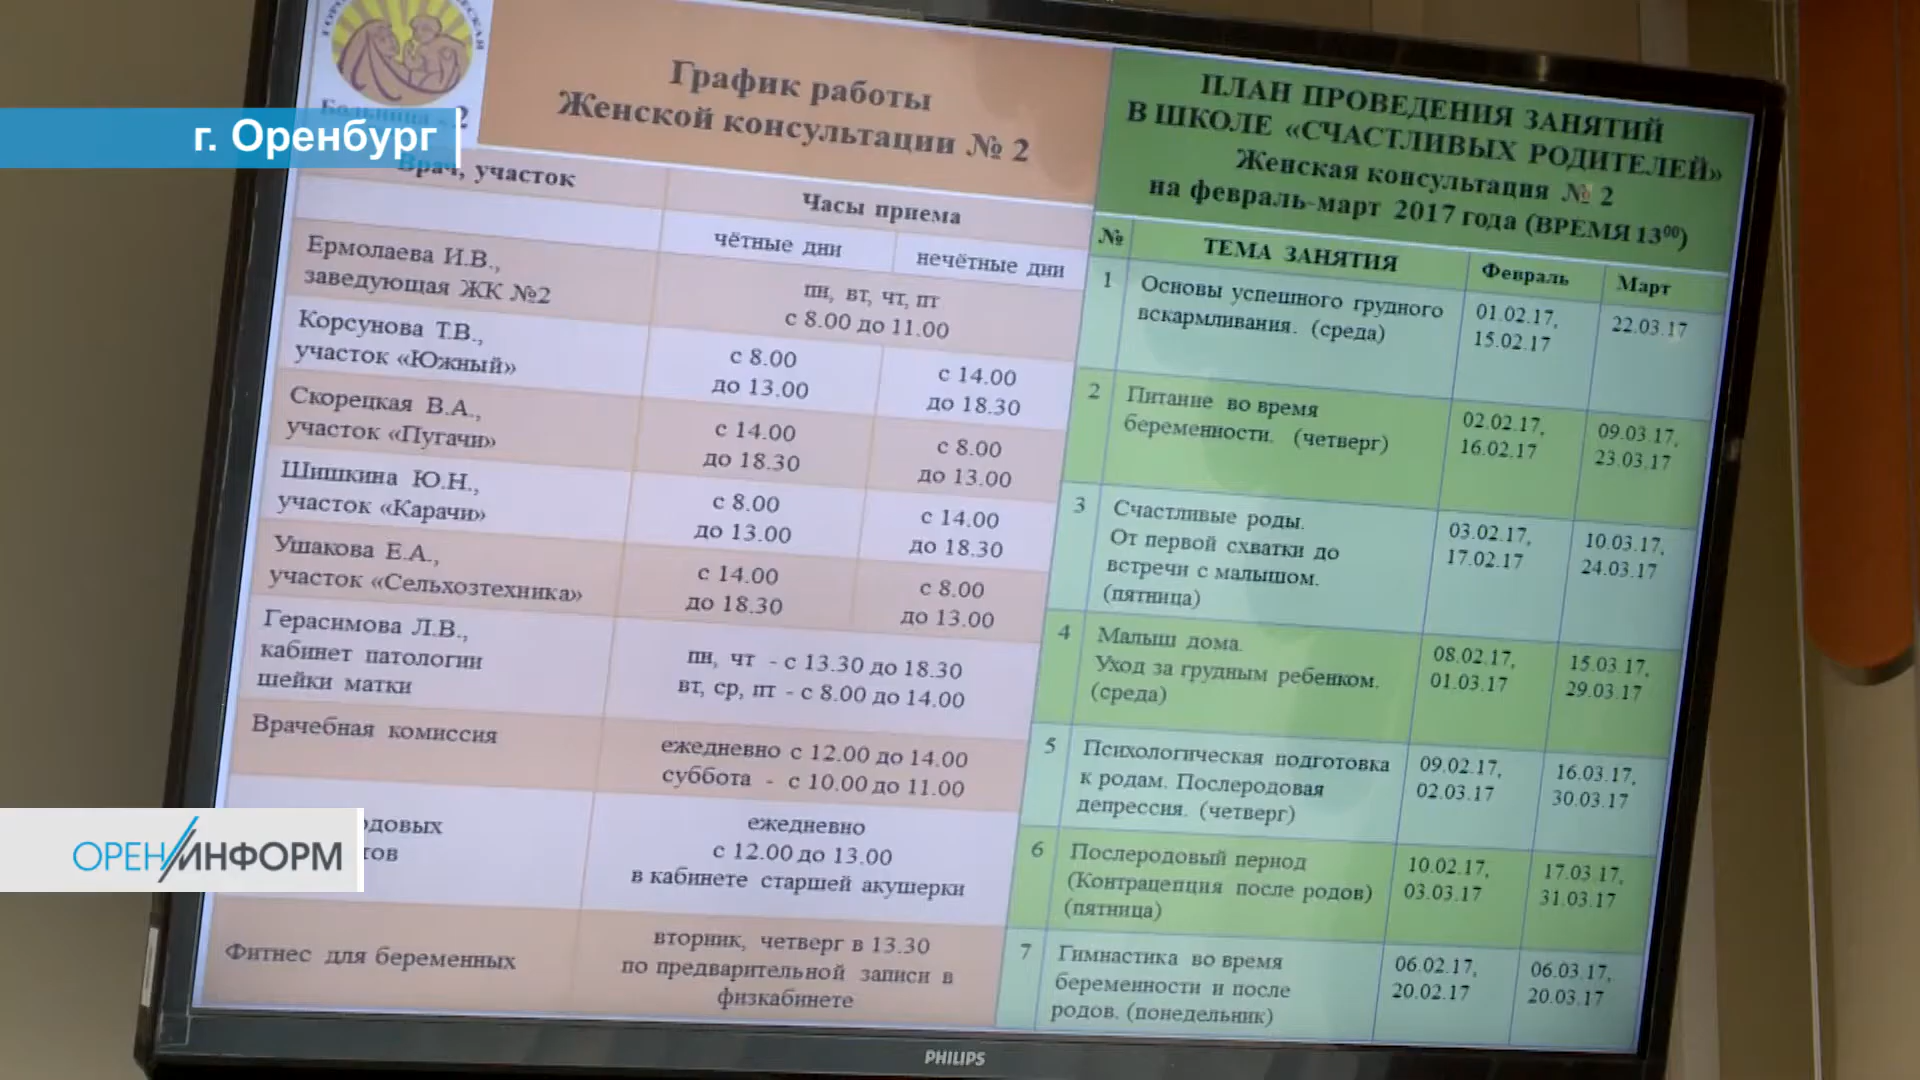 г. Оренбург
График работы
Женской консультации № 2
Врач, участок
Часы приема
чётные дни
нечётные дни
Ермолаева И.В.,
заведующая ЖК №2
пн, вт, чт, пт
с 8.00 до 11.00
Корсунова Т.В.,
участок «Южный»
с 8.00
до 13.00
с 14.00
до 18.30
Скорецкая В.А.,
участок «Пугачи»
с 14.00
до 18.30
с 8.00
до 13.00
Шишкина Ю.Н.,
участок «Карачи»
с 8.00
до 13.00
с 14.00
до 18.30
Ушакова Е.А.,
участок «Сельхозтехника»
с 14.00
до 18.30
с 8.00
до 13.00
Герасимова Л.В.,
кабинет патологии
шейки матки
пн, чт - с 13.30 до 18.30
вт, ср, пт - с 8.00 до 14.00
Врачебная комиссия
ежедневно с 12.00 до 14.00
суббота - с 10.00 до 11.00
ежедневно
с 12.00 до 13.00
в кабинете старшей акушерки
Фитнес для беременных
вторник, четверг в 13.30
по предварительной записи в
физкабинете
ПЛАН ПРОВЕДЕНИЯ ЗАНЯТИЙ
В ШКОЛЕ «СЧАСТЛИВЫХ РОДИТЕЛЕЙ»
Женская консультация № 2
на февраль-март 2017 года (ВРЕМЯ 13⁰⁰)
№
ТЕМА ЗАНЯТИЯ
Февраль
Март
1
Основы успешного грудного
вскармливания. (среда)
01.02.17,
15.02.17
22.03.17
2
Питание во время
беременности. (четверг)
02.02.17,
16.02.17
09.03.17,
23.03.17
3
Счастливые роды.
От первой схватки до
встречи с малышом.
(пятница)
03.02.17,
17.02.17
10.03.17,
24.03.17
4
Малыш дома.
Уход за грудным ребенком.
(среда)
08.02.17,
01.03.17
15.03.17,
29.03.17
5
Психологическая подготовка
к родам. Послеродовая
депрессия. (четверг)
09.02.17,
02.03.17
16.03.17,
30.03.17
6
Послеродовый период
(Контрацепция после родов)
(пятница)
10.02.17,
03.03.17
17.03.17,
31.03.17
7
Гимнастика во время
беременности и после
родов. (понедельник)
06.02.17,
20.02.17
06.03.17,
20.03.17
ОРЕНИНФОРМ
PHILIPS